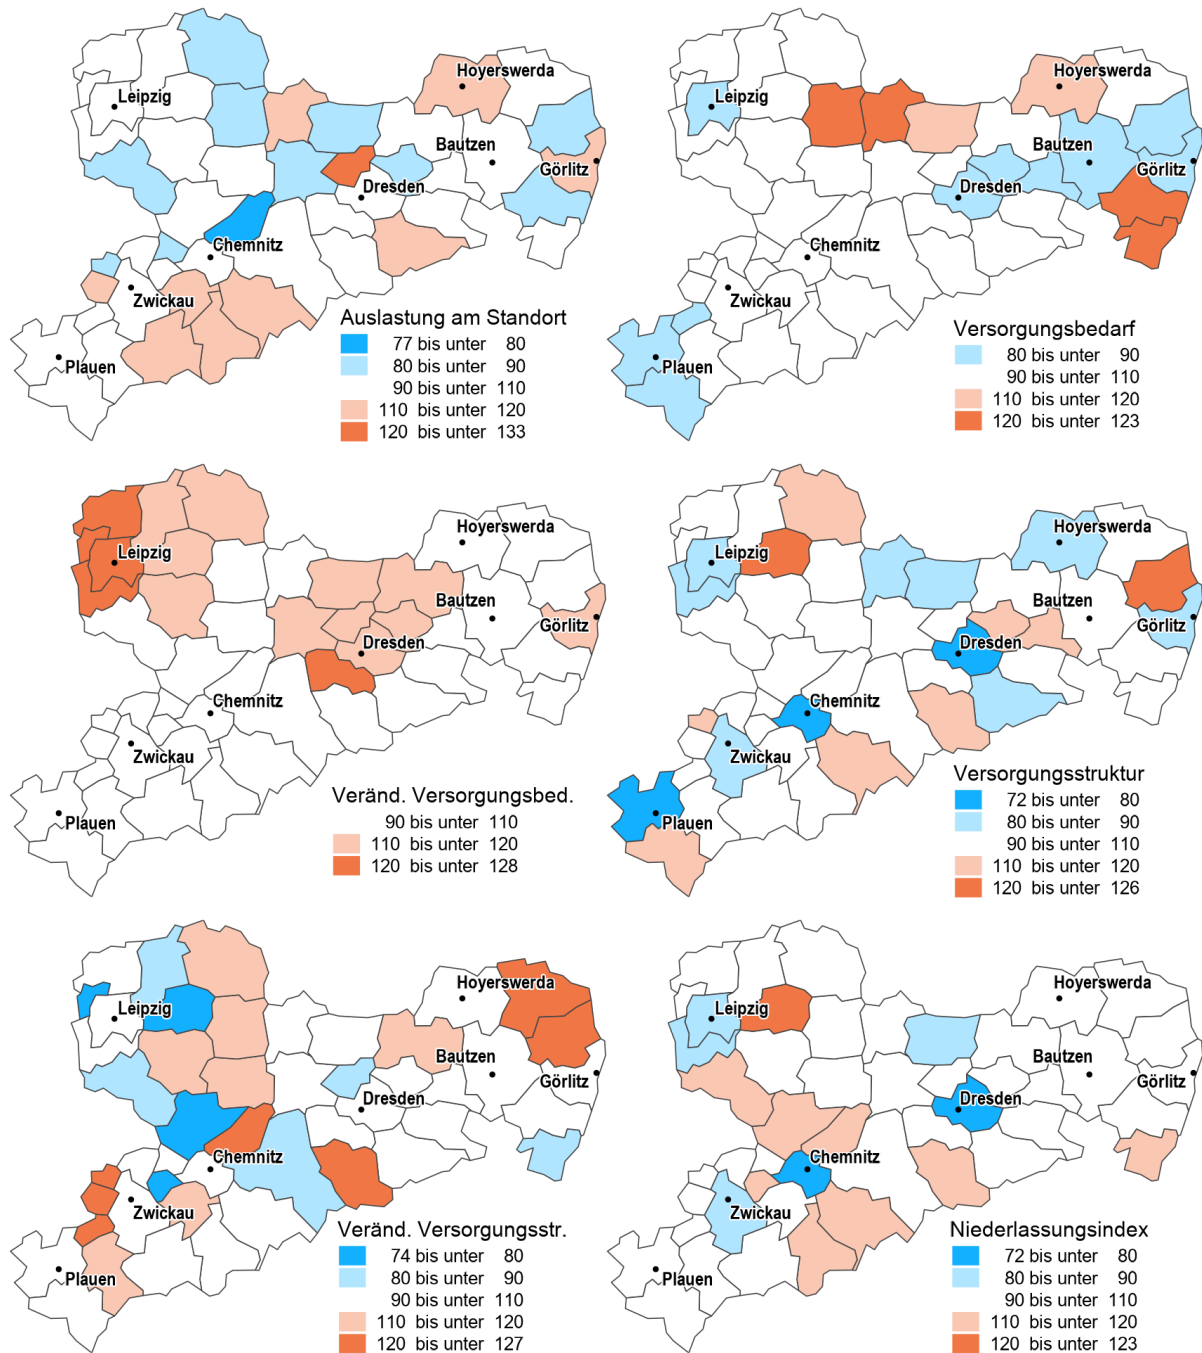 Hoyerswerda
Leipzig
Bautzen
Görlitz
Dresden
Chemnitz
Zwickau
Plauen
Auslastung am Standort
77 bis unter 80
80 bis unter 90
90 bis unter 110
110 bis unter 120
120 bis unter 133
Hoyerswerda
Leipzig
Bautzen
Görlitz
Dresden
Chemnitz
Zwickau
Plauen
Versorgungsbedarf
80 bis unter 90
90 bis unter 110
110 bis unter 120
120 bis unter 123
Hoyerswerda
Leipzig
Bautzen
Görlitz
Dresden
Chemnitz
Zwickau
Plauen
Veränd. Versorgungsbed.
90 bis unter 110
110 bis unter 120
120 bis unter 128
Hoyerswerda
Leipzig
Bautzen
Görlitz
Dresden
Chemnitz
Zwickau
Plauen
Versorgungsstruktur
72 bis unter 80
80 bis unter 90
90 bis unter 110
110 bis unter 120
120 bis unter 126
Hoyerswerda
Leipzig
Bautzen
Görlitz
Dresden
Chemnitz
Zwickau
Plauen
Veränd. Versorgungsstr.
74 bis unter 80
80 bis unter 90
90 bis unter 110
110 bis unter 120
120 bis unter 127
Hoyerswerda
Leipzig
Bautzen
Görlitz
Dresden
Chemnitz
Zwickau
Plauen
Niederlassungsindex
72 bis unter 80
80 bis unter 90
90 bis unter 110
110 bis unter 120
120 bis unter 123